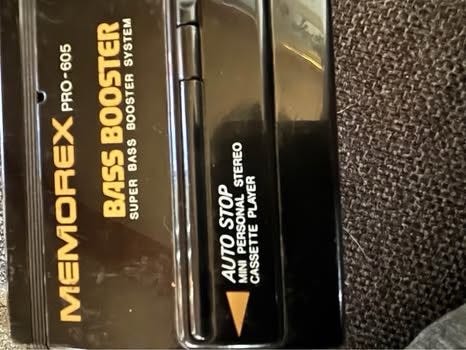 MEMOREX PRO-605
BASS BOOSTER
SUPER BASS BOOSTER SYSTEM
AUTO STOP
MINI PERSONAL STEREO
CASSETTE PLAYER